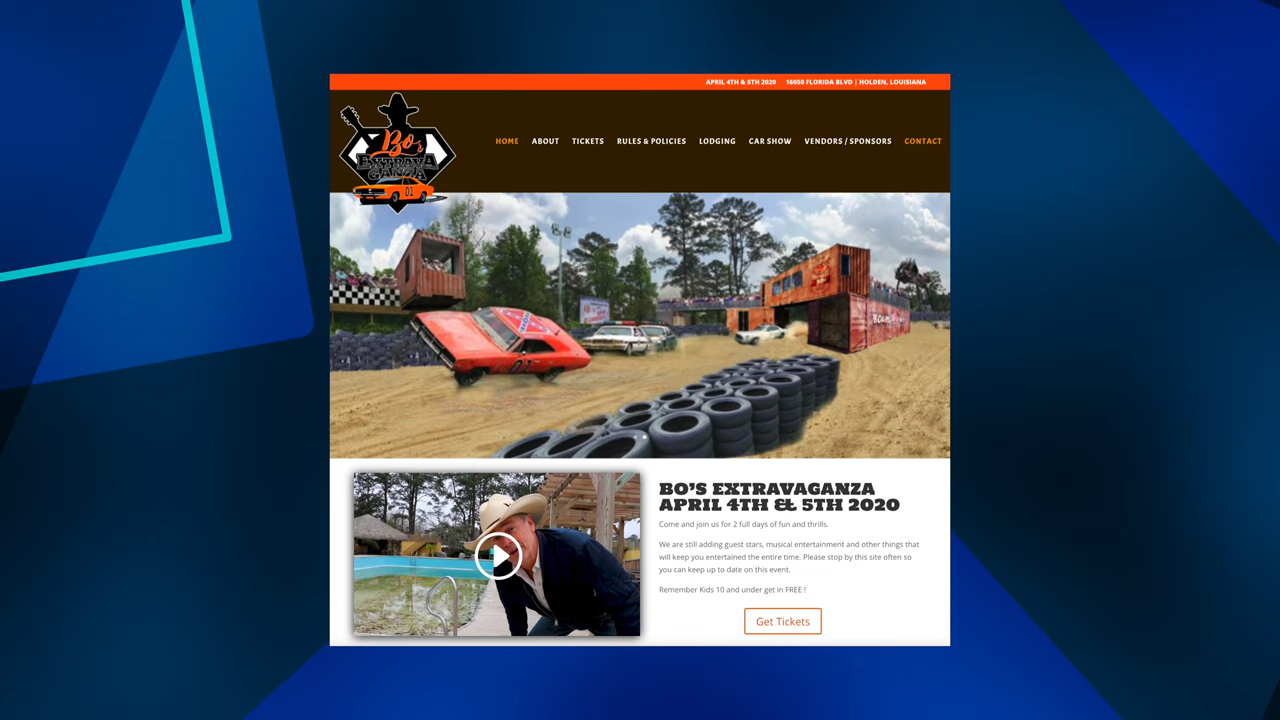 APRIL 4TH & 5TH 2020 16050 FLORIDA BLVD | HOLDEN, LOUISIANA
Bo's
EXTRAVA
GANZA
01
HOME ABOUT TICKETS RULES & POLICIES LODGING CAR SHOW VENDORS / SPONSORS CONTACT
01
BO'S EXTRAVAGANZA
APRIL 4TH & 5TH 2020
Come and join us for 2 full days of fun and thrills.
We are still adding guest stars, musical entertainment and other things that
will keep you entertained the entire time. Please stop by this site often so
you can keep up to date on this event.
Remember Kids 10 and under get in FREE !
Get Tickets